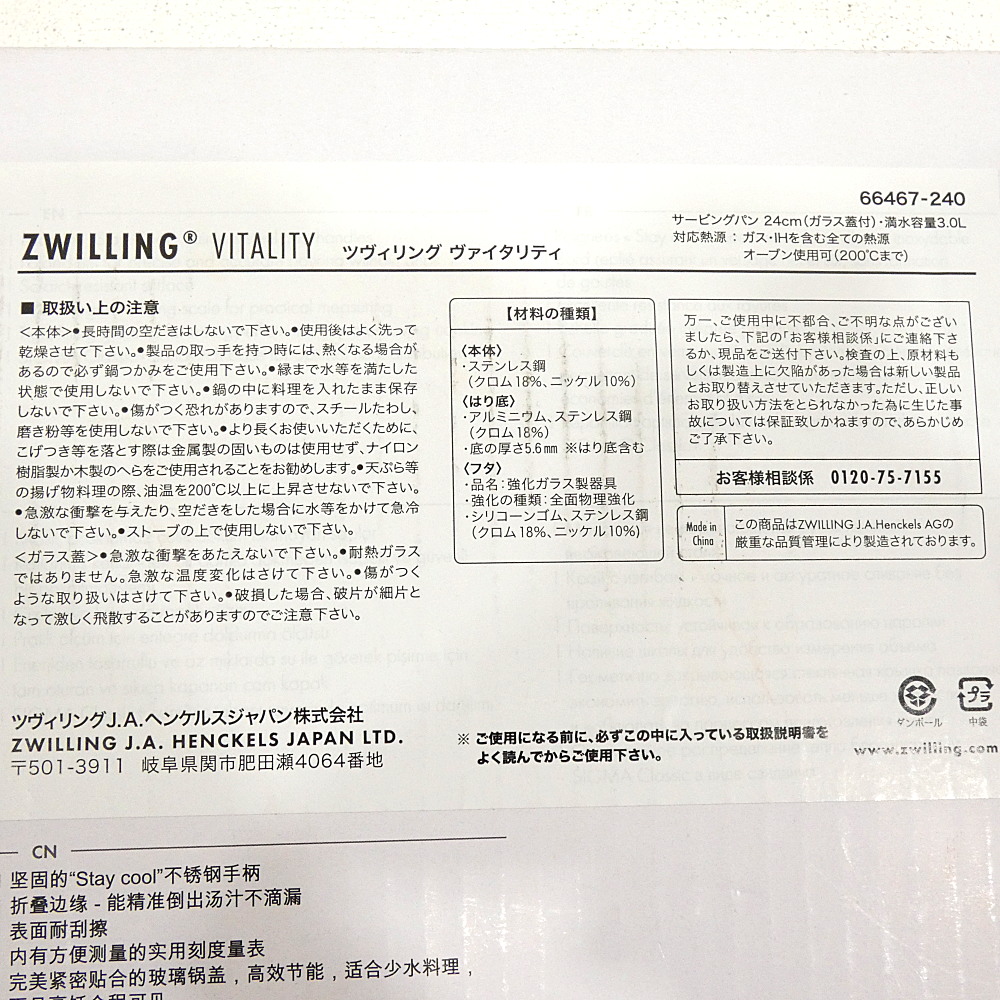 66467-240
サービングパン 24cm(ガラス蓋付)・満水容量3.0L
対応熱源：ガス・IHを含む全ての熱源
オーブン使用可(200℃まで)
ZWILLING® VITALITY ツヴィリング ヴァイタリティ
■ 取扱い上の注意
＜本体＞●長時間の空だきはしないで下さい。●使用後はよく洗って
乾燥させて下さい。●製品の取っ手を持つ時には、熱くなる場合が
あるので必ず鍋つかみをご使用下さい。●縁まで水等を満たした
状態で使用しないで下さい。●鍋の中に料理を入れたまま保存
しないで下さい。●傷がつく恐れがありますので、スチールたわし、
磨き粉等を使用しないで下さい。●より長くお使いいただくために、
こげつき等を落とす際は金属製の固いものは使用せず、ナイロン
樹脂製か木製のへらをご使用されることをお勧めします。●天ぷら等
の揚げ物料理の際、油温を200℃以上に上昇させないで下さい。
●急激な衝撃を与えたり、空だきをした場合に水等をかけて急冷
しないで下さい。●ストーブの上で使用しないで下さい。
＜ガラス蓋＞●急激な衝撃をあたえないで下さい。●耐熱ガラス
ではありません。急激な温度変化はさけて下さい。●傷がつく
ような取り扱いはさけて下さい。●破損した場合、破片が細片と
なって激しく飛散することがありますのでご注意下さい。
【材料の種類】
〈本体〉
・ステンレス鋼
（クロム18%、ニッケル10%）
〈はり底〉
・アルミニウム、ステンレス鋼
（クロム18%）
・底の厚さ5.6㎜ ※はり底含む
〈フタ〉
・品名：強化ガラス製器具
・強化の種類：全面物理強化
・シリコーンゴム、ステンレス鋼
（クロム18%、ニッケル10%）
万一、ご使用中に不都合、ご不明な点がござい
ましたら、下記の「お客様相談係」にご連絡下さ
るか、現品をご送付下さい。検査の上、原材料も
しくは製造上に欠陥があった場合は新しい製品
とお取り替えさせていただきます。ただし、正しい
お取り扱い方法をとられなかった為に生じた事
故については保証致しかねますので、あらかじめ
ご了承下さい。
お客様相談係 0120-75-7155
Made in
China
この商品はZWILLING J.A.Henckels AGの
厳重な品質管理により製造されております。
ツヴィリングJ.A.ヘンケルスジャパン株式会社
ZWILLING J.A. HENCKELS JAPAN LTD.
〒501-3911 岐阜県関市肥田瀬4064番地
※ ご使用になる前に、必ずこの中に入っている取扱説明書を
よく読んでからご使用下さい。
ダンボール
プラ
中袋
www.zwilling.com
CN
坚固的“Stay cool”不锈钢手柄
折叠边缘 - 能精准倒出汤汁不滴漏
表面耐刮擦
内有方便测量的实用刻度量表
完美紧密贴合的玻璃锅盖，高效节能，适合少水料理，